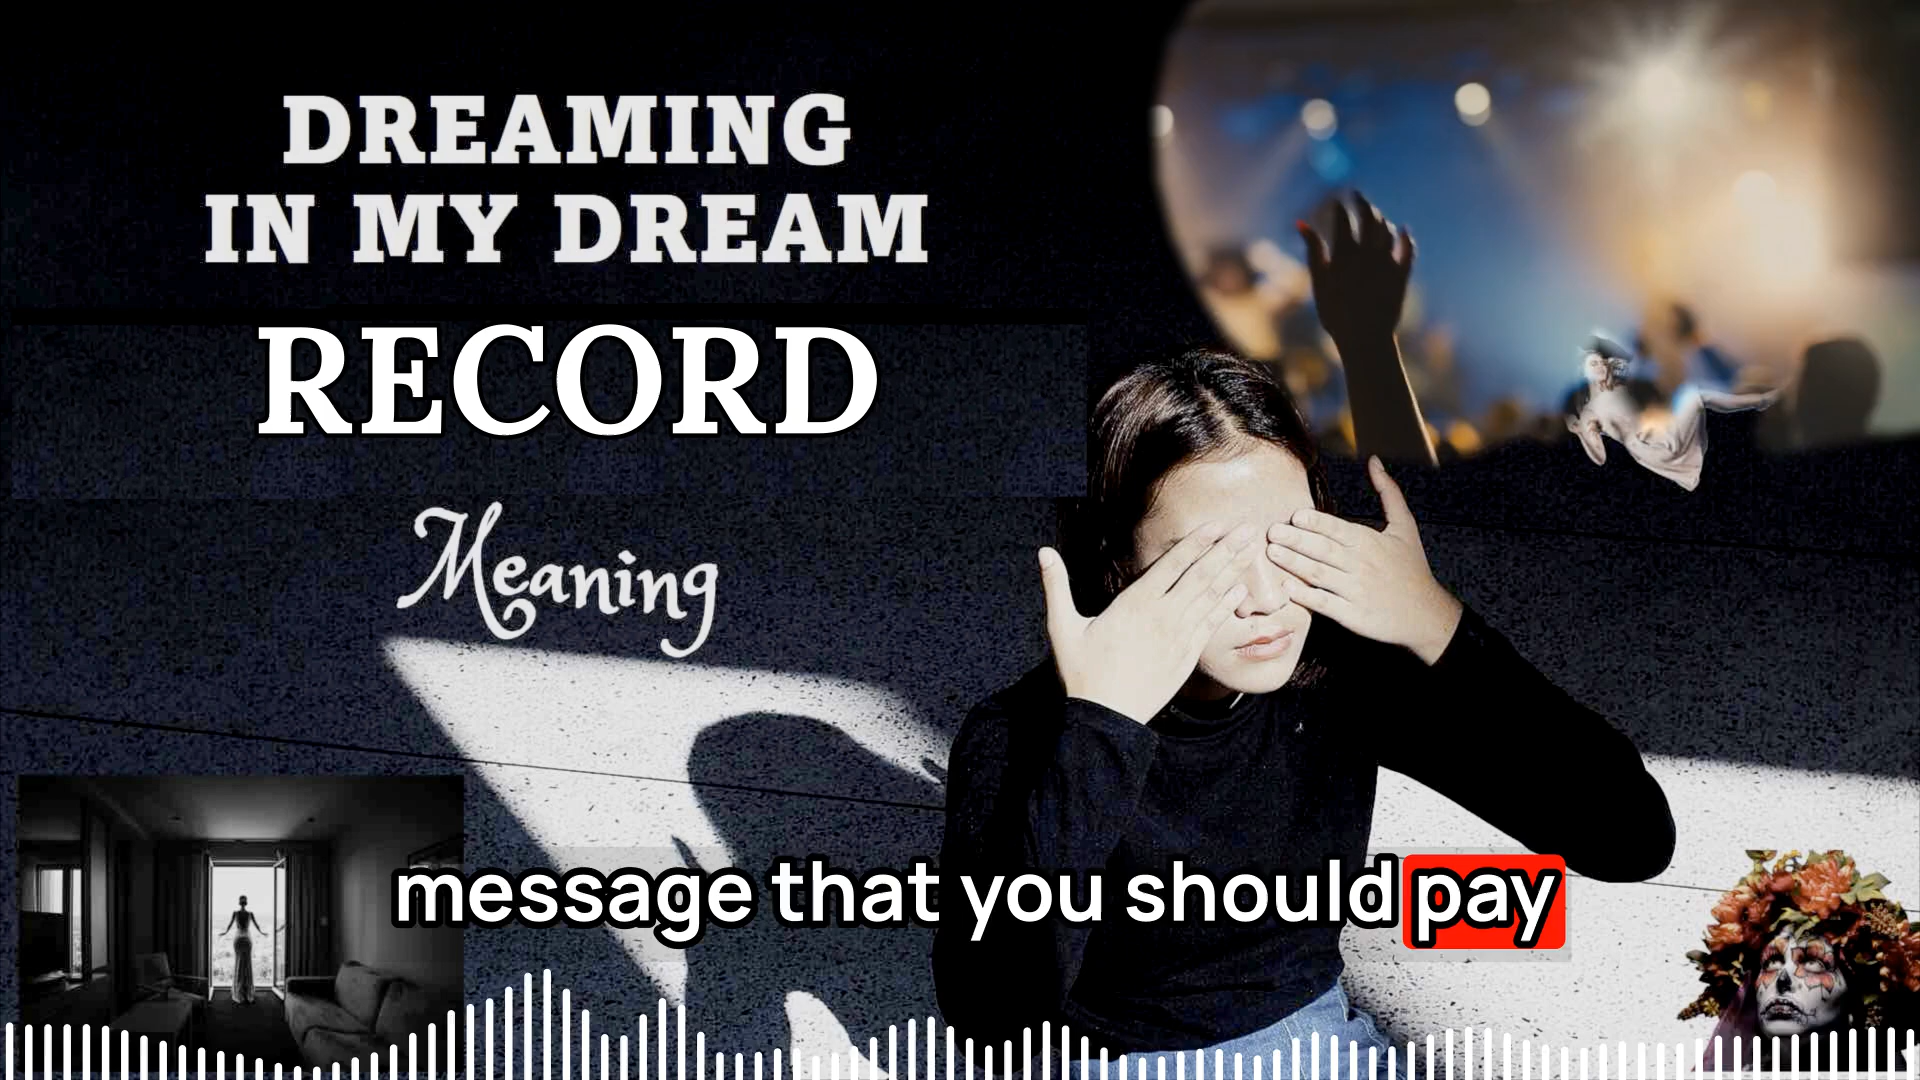 DREAMING
IN MY DREAM
RECORD
Meaning
message that you should pay